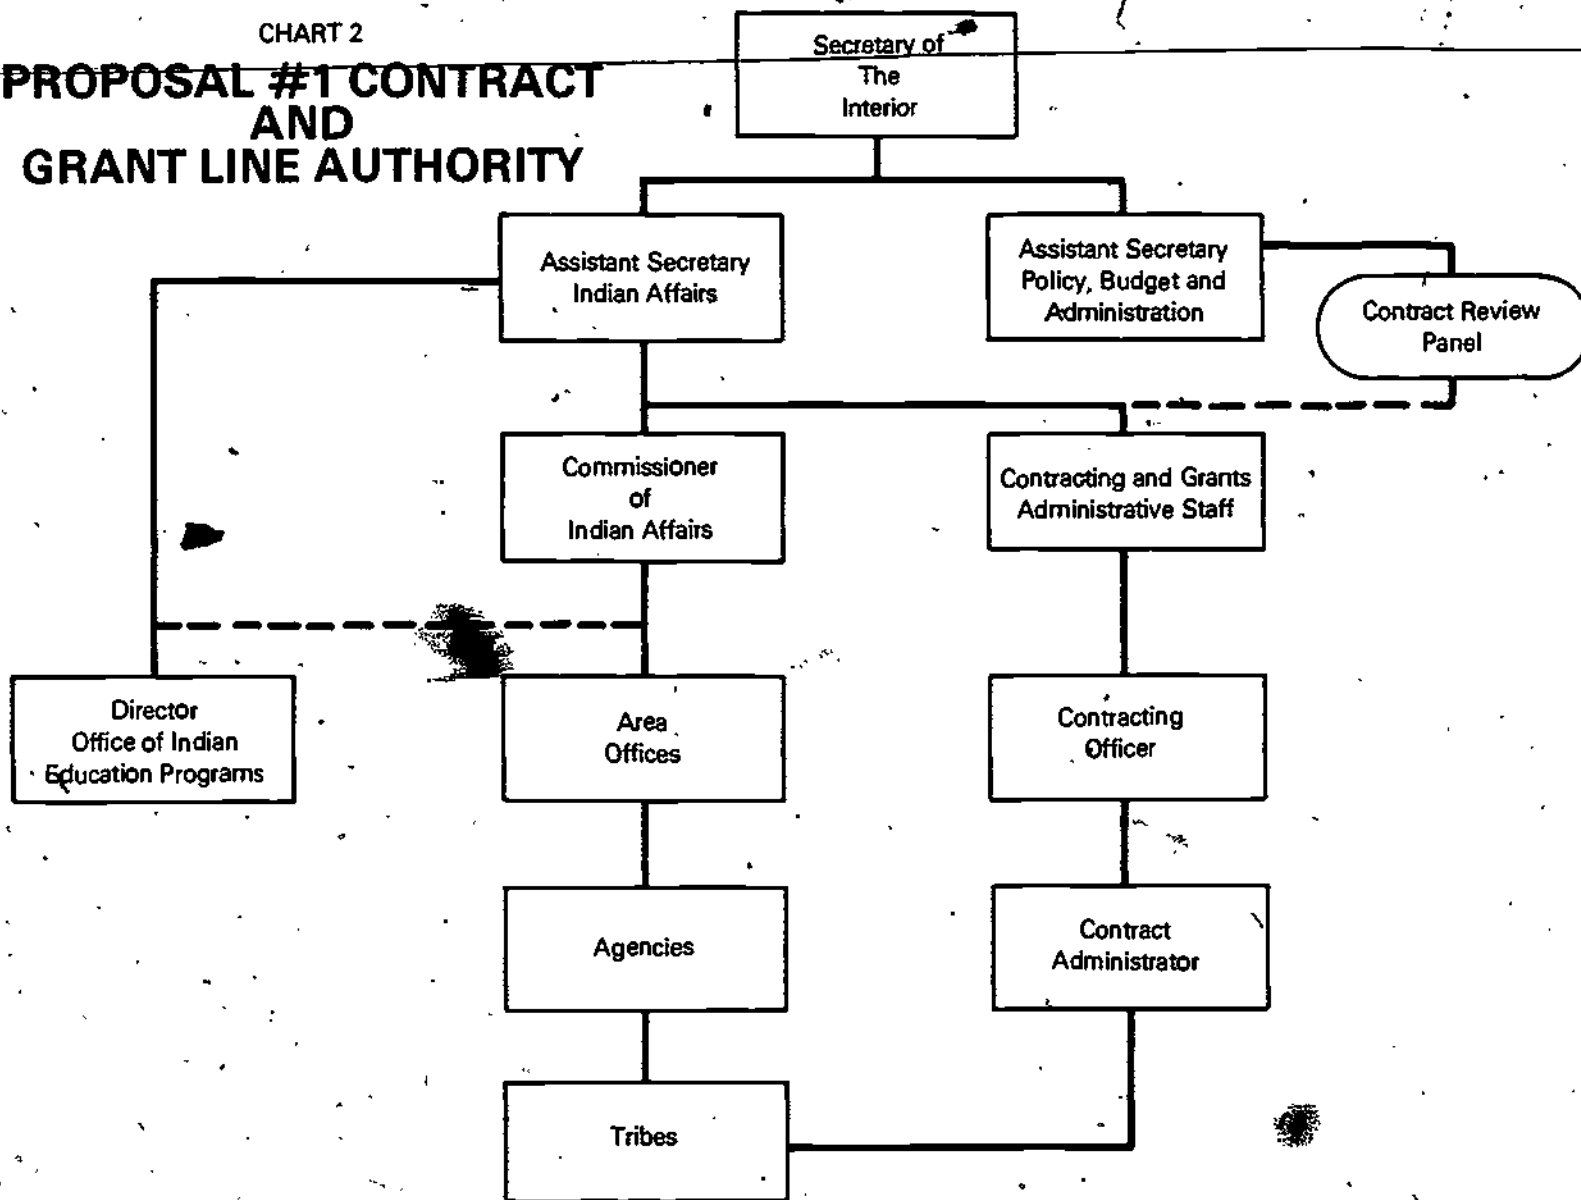 CHART 2
PROPOSAL #1 CONTRACT
AND
GRANT LINE AUTHORITY
Secretary of
The
Interior
Assistant Secretary
Indian Affairs
Assistant Secretary
Policy, Budget and
Administration
Contract Review
Panel
Commissioner
of
Indian Affairs
Contracting and Grants
Administrative Staff
Director
Office of Indian
Education Programs
Area
Offices
Contracting
Officer
Agencies
Contract
Administrator
Tribes